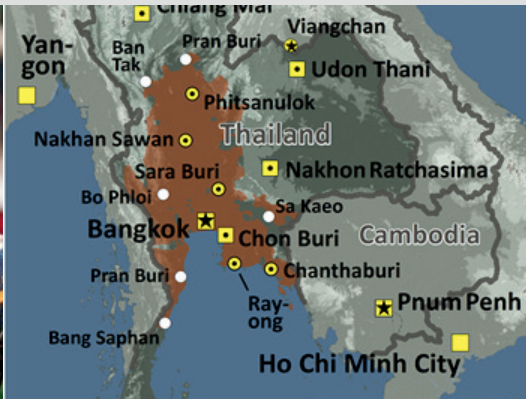 Chiang Mai
Viangchan
Yan-
gon
Ban
Tak
Pran Buri
Udon Thani
Phitsanulok
Nakhan Sawan
Thailand
Sara Buri
Nakhon Ratchasima
Bo Phloi
Sa Kaeo
Bangkok
Chon Buri
Cambodia
Pran Buri
Chanthaburi
Ray-
ong
Pnum Penh
Bang Saphan
Ho Chi Minh City